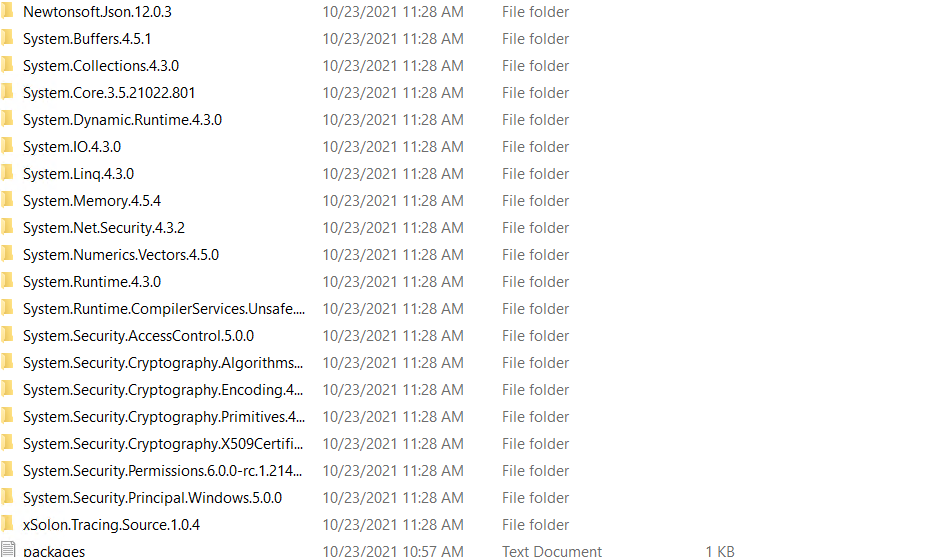 Newtonsoft.Json.12.0.3 10/23/2021 11:28 AM File folder
System.Buffers.4.5.1 10/23/2021 11:28 AM File folder
System.Collections.4.3.0 10/23/2021 11:28 AM File folder
System.Core.3.5.21022.801 10/23/2021 11:28 AM File folder
System.Dynamic.Runtime.4.3.0 10/23/2021 11:28 AM File folder
System.IO.4.3.0 10/23/2021 11:28 AM File folder
System.Linq.4.3.0 10/23/2021 11:28 AM File folder
System.Memory.4.5.4 10/23/2021 11:28 AM File folder
System.Net.Security.4.3.2 10/23/2021 11:28 AM File folder
System.Numerics.Vectors.4.5.0 10/23/2021 11:28 AM File folder
System.Runtime.4.3.0 10/23/2021 11:28 AM File folder
System.Runtime.CompilerServices.Unsafe.... 10/23/2021 11:28 AM File folder
System.Security.AccessControl.5.0.0 10/23/2021 11:28 AM File folder
System.Security.Cryptography.Algorithms... 10/23/2021 11:28 AM File folder
System.Security.Cryptography.Encoding.4... 10/23/2021 11:28 AM File folder
System.Security.Cryptography.Primitives.4... 10/23/2021 11:28 AM File folder
System.Security.Cryptography.X509Certifi... 10/23/2021 11:28 AM File folder
System.Security.Permissions.6.0.0-rc.1.214... 10/23/2021 11:28 AM File folder
System.Security.Principal.Windows.5.0.0 10/23/2021 11:28 AM File folder
xSolon.Tracing.Source.1.0.4 10/23/2021 11:28 AM File folder
packages 10/23/2021 10:57 AM Text Document 1 KB